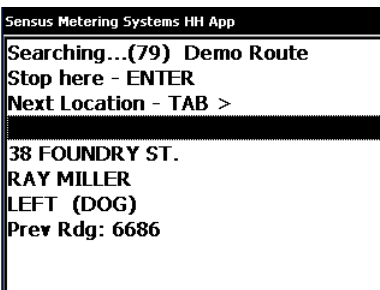 Sensus Metering Systems HH App
Searching...(79) Demo Route
Stop here - ENTER
Next Location - TAB >
38 FOUNDRY ST.
RAY MILLER
LEFT (DOG)
Prev Rdg: 6686